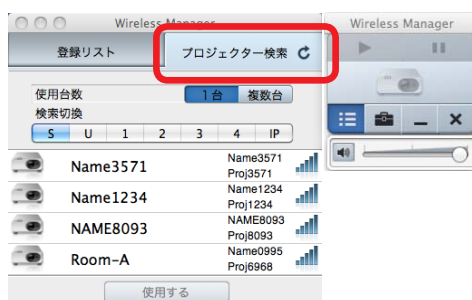 Wireless Manager
登録リスト プロジェクター検索
使用台数 1台 複数台
検索切換
S U 1 2 3 4 IP
Name3571 Name3571
Proj3571
Name1234 Name1234
Proj1234
NAME8093 NAME8093
Proj8093
Room-A Name0995
Proj6968
使用する
Wireless Manager